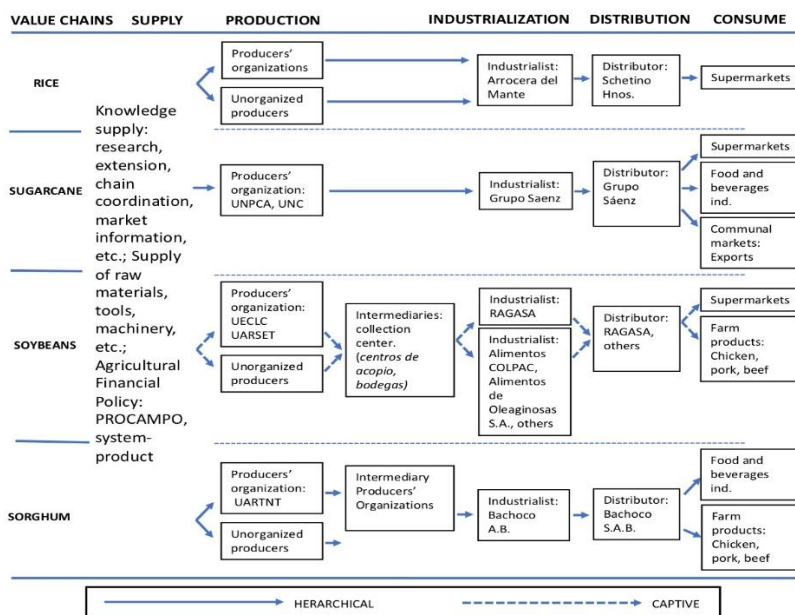 VALUE CHAINS SUPPLY PRODUCTION INDUSTRIALIZATION DISTRIBUTION CONSUME
RICE
Producers'
organizations
Unorganized
producers
Industrialist:
Arrocera del
Mante
Distributor:
Schetino
Hnos.
Supermarkets
Knowledge
supply:
research,
extension,
chain
coordination,
market
information,
etc.; Supply
of raw
materials,
tools,
machinery,
etc.;
Agricultural
Financial
Policy:
PROCAMPO,
system-
product
SUGARCANE
Producers'
organization:
UNPCA, UNC
Industrialist:
Grupo Saenz
Distributor:
Grupo
Sáenz
Supermarkets
Food and
beverages
ind.
Communal
markets:
Exports
SOYBEANS
Producers'
organization:
UECLC
UARSET
Unorganized
producers
Intermediaries:
collection
center.
(centros de
acopio,
bodegas)
Industrialist:
RAGASA
Industrialist:
Alimentos
COLPAC,
Alimentos
de
Oleaginosas
S.A., others
Distributor:
RAGASA,
others
Supermarkets
Farm
products:
Chicken,
pork, beef
SORGHUM
Producers'
organization:
UARTNT
Unorganized
producers
Intermediary
Producers'
Organizations
Industrialist:
Bachoco
A.B.
Distributor:
Bachoco
S.A.B.
Food and
beverages
ind.
Farm
products:
Chicken,
pork, beef
HERARCHICAL CAPTIVE